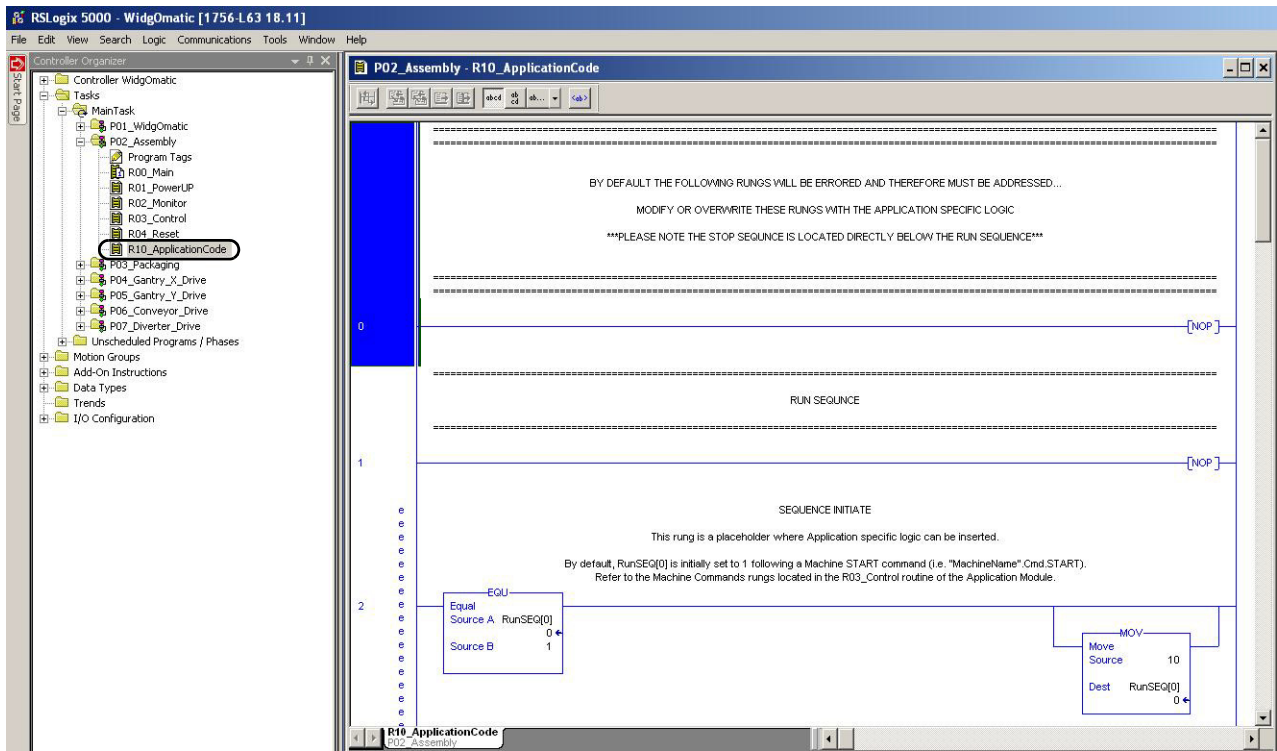 RSLogix 5000 - WidgOmatic [1756-L63 18.11]
File Edit View Search Logic Communications Tools Window Help
Start Page
Controller Organizer
Controller WidgOmatic
Tasks
MainTask
P01_WidgOmatic
P02_Assembly
Program Tags
R00_Main
R01_PowerUP
R02_Monitor
R03_Control
R04_Reset
R10_ApplicationCode
P03_Packaging
P04_Gantry_X_Drive
P05_Gantry_Y_Drive
P06_Conveyor_Drive
P07_Diverter_Drive
Unscheduled Programs / Phases
Motion Groups
Add-On Instructions
Data Types
Trends
I/O Configuration
P02_Assembly - R10_ApplicationCode
abcd ab cd ab... <ab>
BY DEFAULT THE FOLLOWING RUNGS WILL BE ERRORED AND THEREFORE MUST BE ADDRESSED...
MODIFY OR OVERWRITE THESE RUNGS WITH THE APPLICATION SPECIFIC LOGIC
***PLEASE NOTE THE STOP SEQUNCE IS LOCATED DIRECTLY BELOW THE RUN SEQUENCE***
0 NOP
RUN SEQUNCE
1 NOP
SEQUENCE INITIATE
This rung is a placeholder where Application specific logic can be inserted.
By default, RunSEQ[0] is initially set to 1 following a Machine START command (i.e. "MachineName".Cmd.START).
Refer to the Machine Commands rungs located in the R03_Control routine of the Application Module.
e
e
e
e
e
e
e
2 e
e
e
e
e
e
e
e
e
e
EQU
Equal
Source A RunSEQ[0]
0
Source B 1
MOV
Move
Source 10
Dest RunSEQ[0]
0
R10_ApplicationCode
P02_Assembly